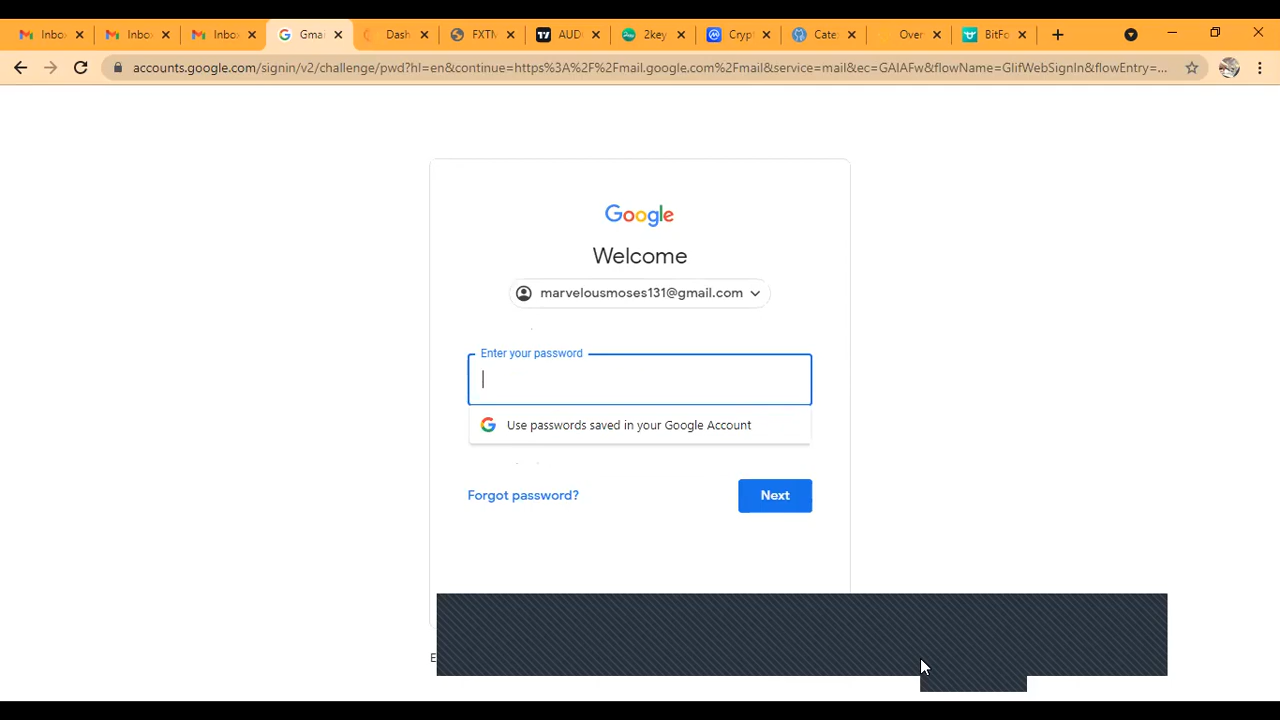 Inbo Inbo Inbo Gma Dash FXTM AUD 2key Cryp Cate Over BitFo
accounts.google.com/signin/v2/challenge/pwd?hl=en&continue=https%3A%2F%2Fmail.google.com%2Fmail&service=mail&ec=GAlAFw&flowName=GlifWebSignIn&flowEntry=...
Google
Welcome
marvelousmoses131@gmail.com
Enter your password
Use passwords saved in your Google Account
Forgot password? Next
E